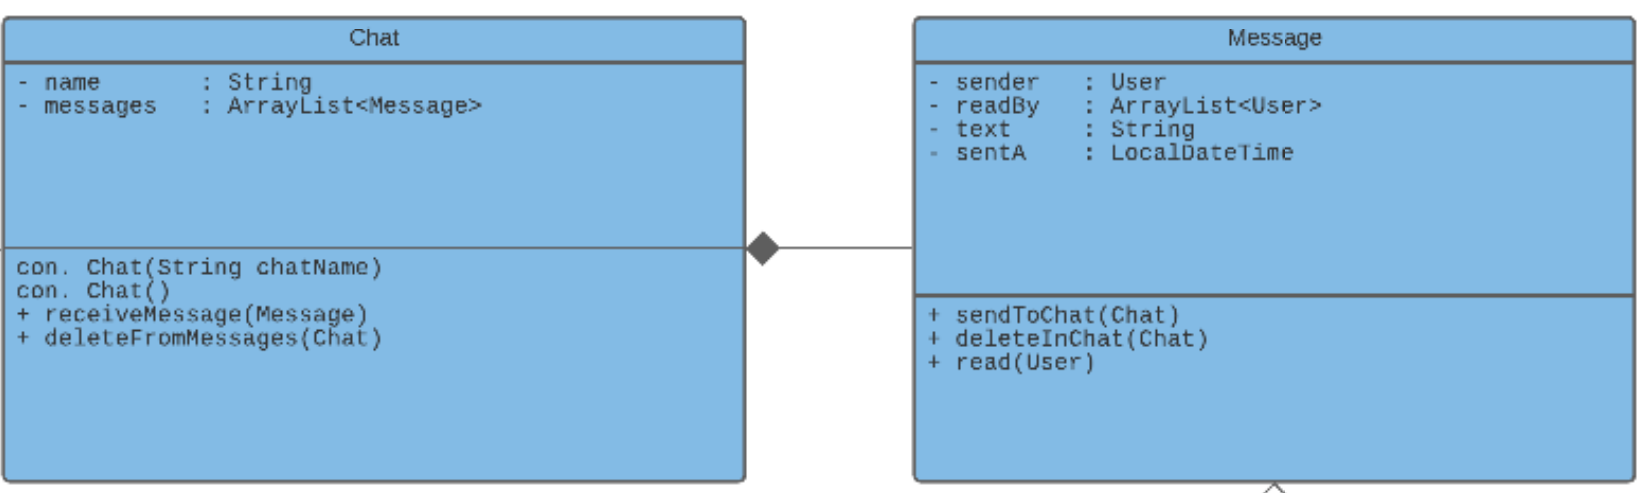 Chat
- name : String
- messages : ArrayList<Message>
con. Chat(String chatName)
con. Chat()
+ receiveMessage(Message)
+ deleteFromMessages(Chat)
Message
- sender : User
- readBy : ArrayList<User>
- text : String
- sentA : LocalDateTime
+ sendToChat(Chat)
+ deleteInChat(Chat)
+ read(User)